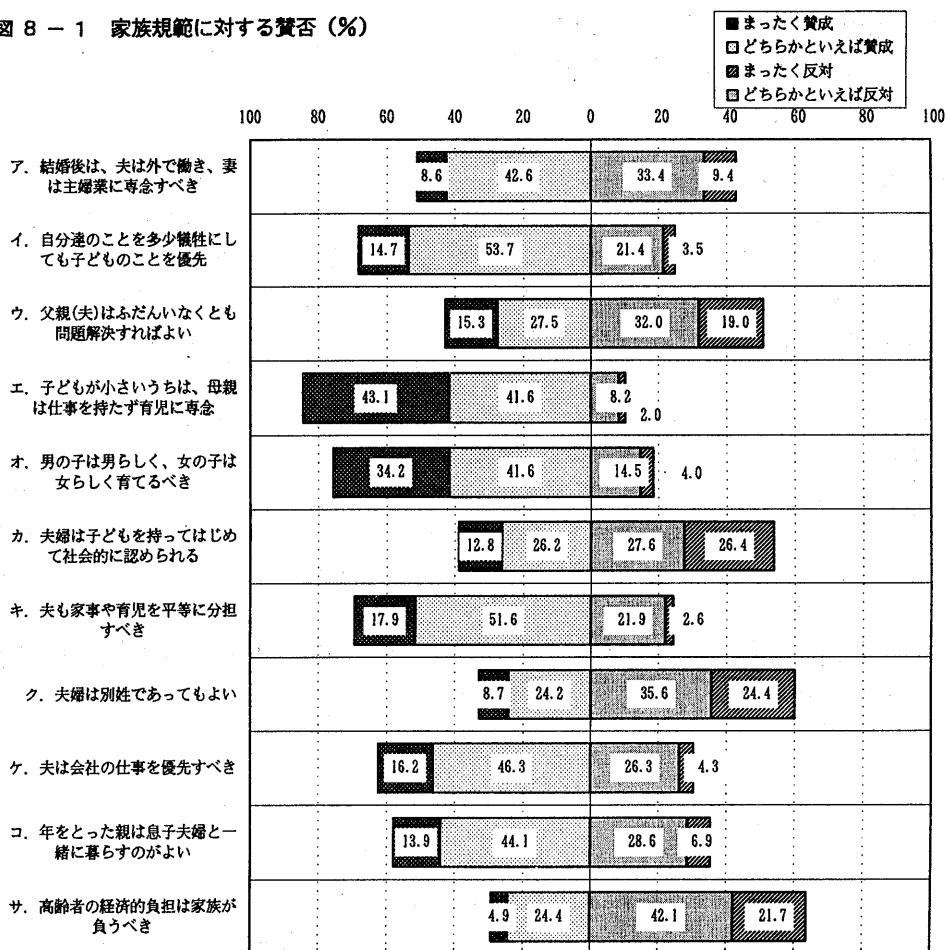 図 8 － 1 家族規範に対する賛否（％）
まったく賛成
どちらかといえば賛成
まったく反対
どちらかといえば反対
100 80 60 40 20 0 20 40 60 80 100
ア．結婚後は、夫は外で働き、妻
は主婦業に専念すべき
8.6 42.6 33.4 9.4
イ．自分達のことを多少犠牲にし
ても子どものことを優先
14.7 53.7 21.4 3.5
ウ．父親(夫)はふだんいなくとも
問題解決すればよい
15.3 27.5 32.0 19.0
エ．子どもが小さいうちは、母親
は仕事を持たず育児に専念
43.1 41.6 8.2 2.0
オ．男の子は男らしく、女の子は
女らしく育てるべき
34.2 41.6 14.5 4.0
カ．夫婦は子どもを持ってはじめ
て社会的に認められる
12.8 26.2 27.6 26.4
キ．夫も家事や育児を平等に分担
すべき
17.9 51.6 21.9 2.6
ク．夫婦は別姓であってもよい
8.7 24.2 35.6 24.4
ケ．夫は会社の仕事を優先すべき
16.2 46.3 26.3 4.3
コ．年をとった親は息子夫婦と一
緒に暮らすのがよい
13.9 44.1 28.6 6.9
サ．高齢者の経済的負担は家族が
負うべき
4.9 24.4 42.1 21.7